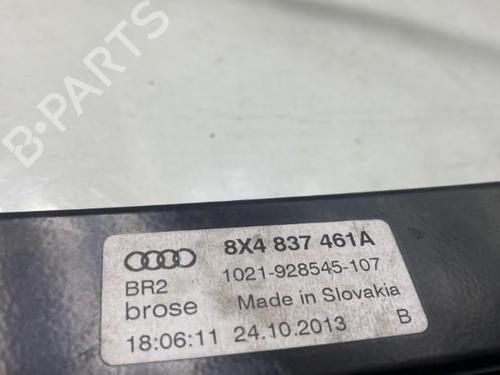 B-PARTS
8X4 837 461A
1021-928545-107
BR2
brose
Made in Slovakia
18:06:11 24.10.2013 B